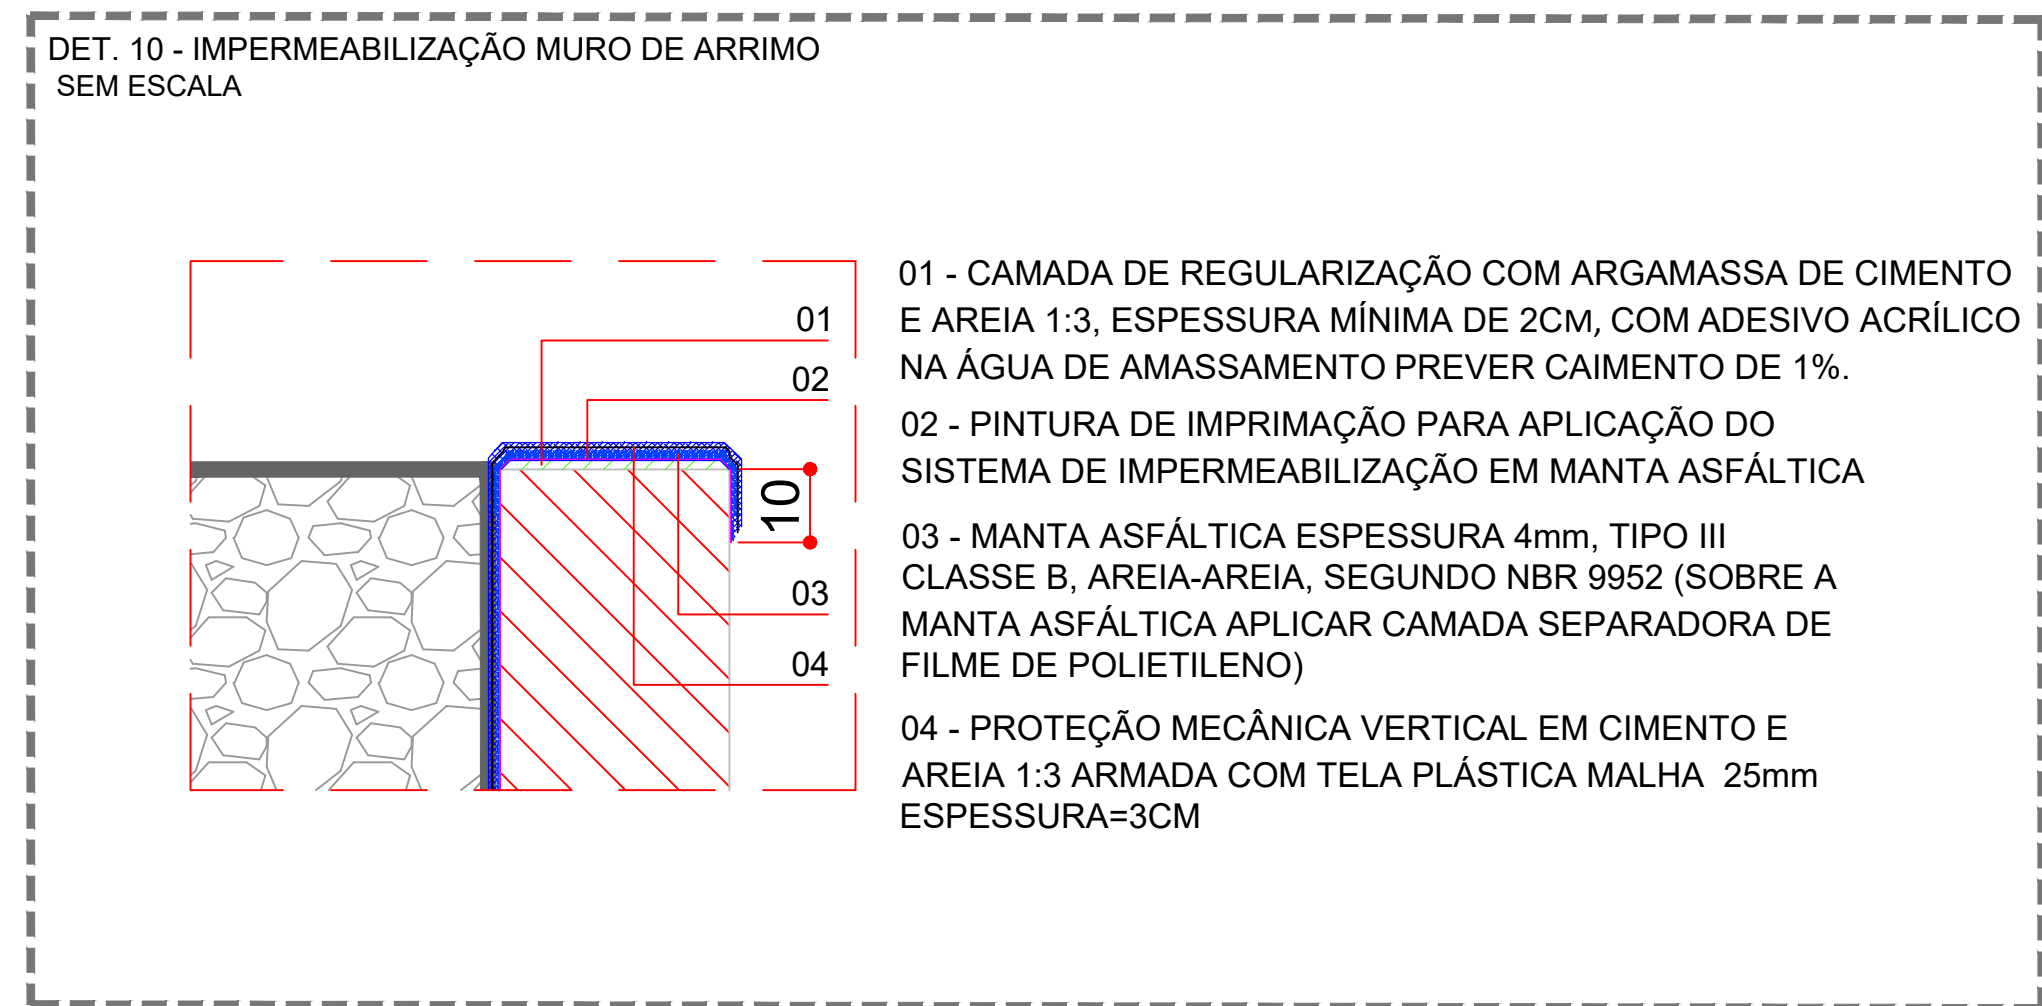 DET. 10 - IMPERMEABILIZAÇÃO MURO DE ARRIMO
SEM ESCALA
01
02
10
03
04
01 - CAMADA DE REGULARIZAÇÃO COM ARGAMASSA DE CIMENTO
E AREIA 1:3, ESPESSURA MÍNIMA DE 2CM, COM ADESIVO ACRÍLICO
NA ÁGUA DE AMASSAMENTO PREVER CAIMENTO DE 1%.
02 - PINTURA DE IMPRIMAÇÃO PARA APLICAÇÃO DO
SISTEMA DE IMPERMEABILIZAÇÃO EM MANTA ASFÁLTICA
03 - MANTA ASFÁLTICA ESPESSURA 4mm, TIPO III
CLASSE B, AREIA-AREIA, SEGUNDO NBR 9952 (SOBRE A
MANTA ASFÁLTICA APLICAR CAMADA SEPARADORA DE
FILME DE POLIETILENO)
04 - PROTEÇÃO MECÂNICA VERTICAL EM CIMENTO E
AREIA 1:3 ARMADA COM TELA PLÁSTICA MALHA  25mm
ESPESSURA=3CM